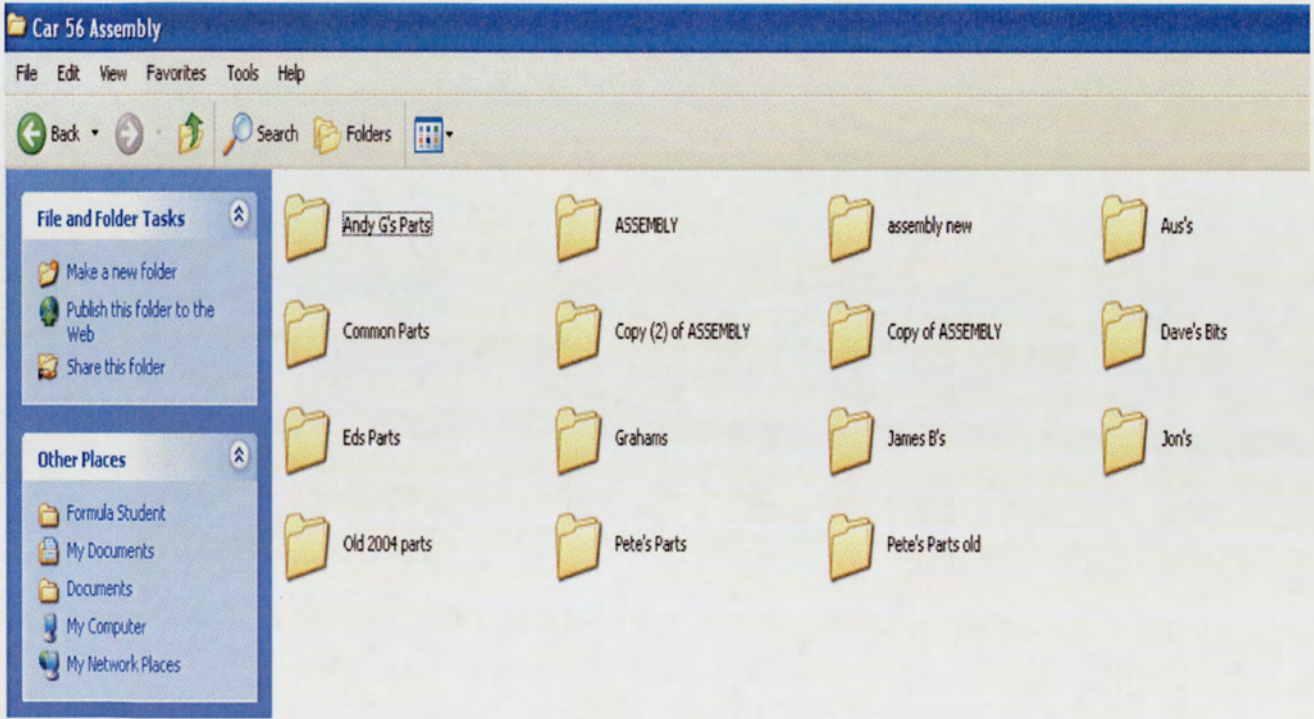 Car 56 Assembly
File Edit View Favorites Tools Help
Back Search Folders
File and Folder Tasks
Make a new folder
Publish this folder to the
Web
Share this folder
Other Places
Formula Student
My Documents
Documents
My Computer
My Network Places
Andy G's Parts ASSEMBLY assembly new Aus's
Common Parts Copy (2) of ASSEMBLY Copy of ASSEMBLY Dave's Bits
Eds Parts Grahams James B's Jon's
Old 2004 parts Pete's Parts Pete's Parts old